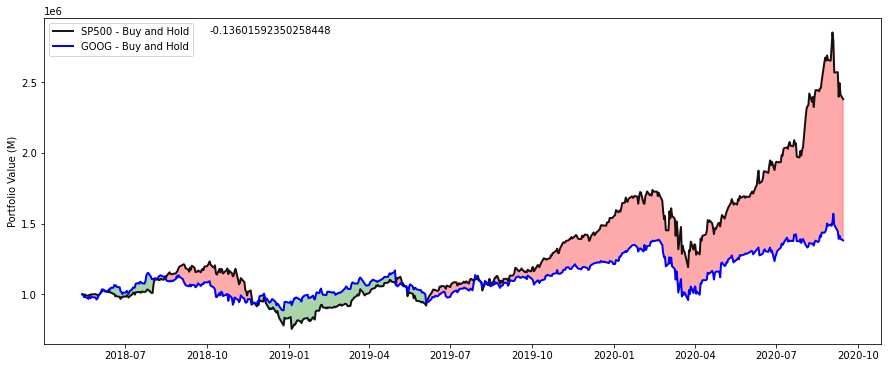 1e6
SP500 - Buy and Hold
GOOG - Buy and Hold
-0.13601592350258448
Portfolio Value (M)
2.5
2.0
1.5
1.0
2018-07 2018-10 2019-01 2019-04 2019-07 2019-10 2020-01 2020-04 2020-07 2020-10